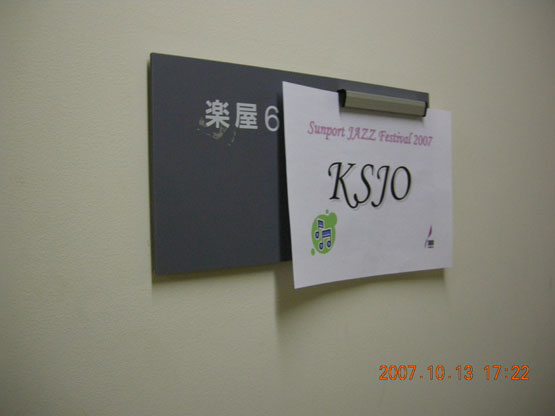 楽屋6
Sunport JAZZ Festival 2007
KSJO
2007.10.13 17:22